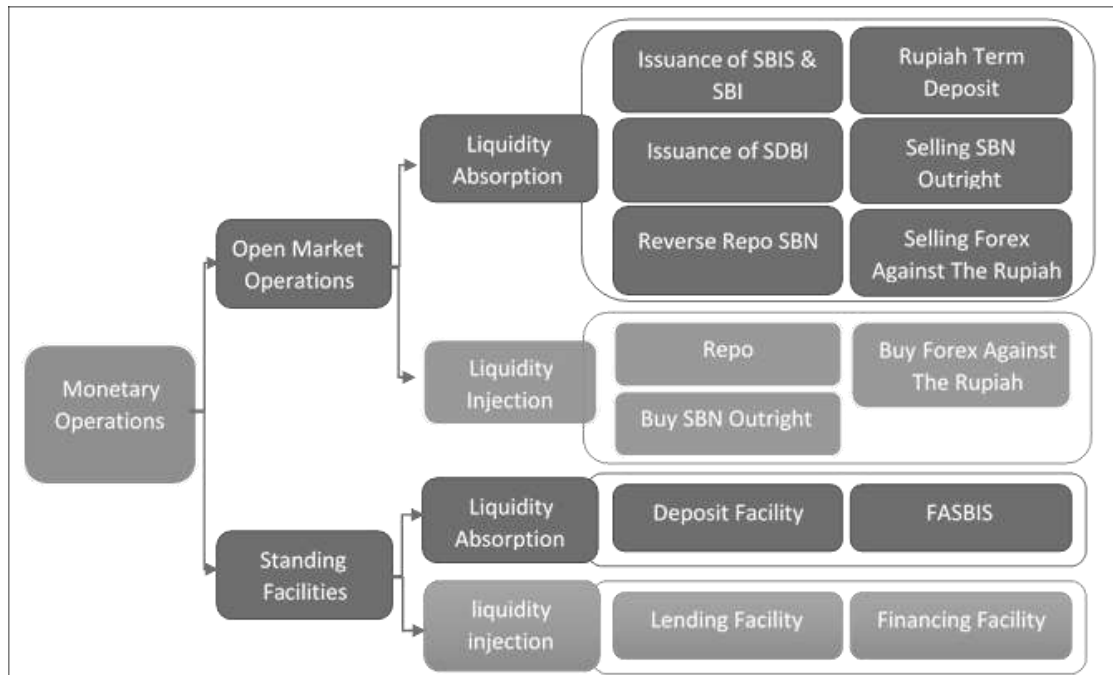 Monetary
Operations
Open Market
Operations
Liquidity
Absorption
Issuance of SBIS &
SBI
Rupiah Term
Deposit
Issuance of SDBI
Selling SBN
Outright
Reverse Repo SBN
Selling Forex
Against The Rupiah
Liquidity
Injection
Repo
Buy Forex Against
The Rupiah
Buy SBN Outright
Standing
Facilities
Liquidity
Absorption
Deposit Facility
FASBIS
liquidity
injection
Lending Facility
Financing Facility